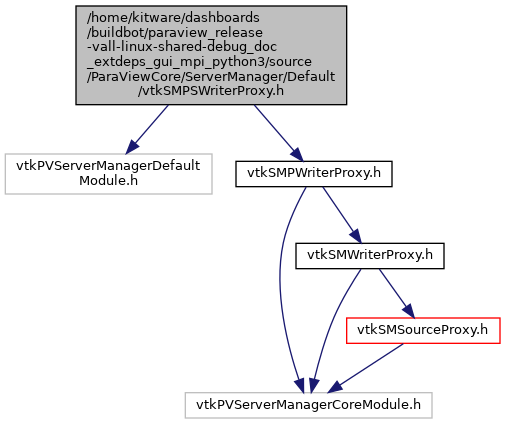 /home/kitware/dashboards
/buildbot/paraview_release
-vall-linux-shared-debug_doc
_extdeps_gui_mpi_python3/source
/ParaViewCore/ServerManager/Default
/vtkSMPSWriterProxy.h
vtkPVServerManagerDefault
Module.h
vtkSMPWriterProxy.h
vtkSMWriterProxy.h
vtkSMSourceProxy.h
vtkPVServerManagerCoreModule.h